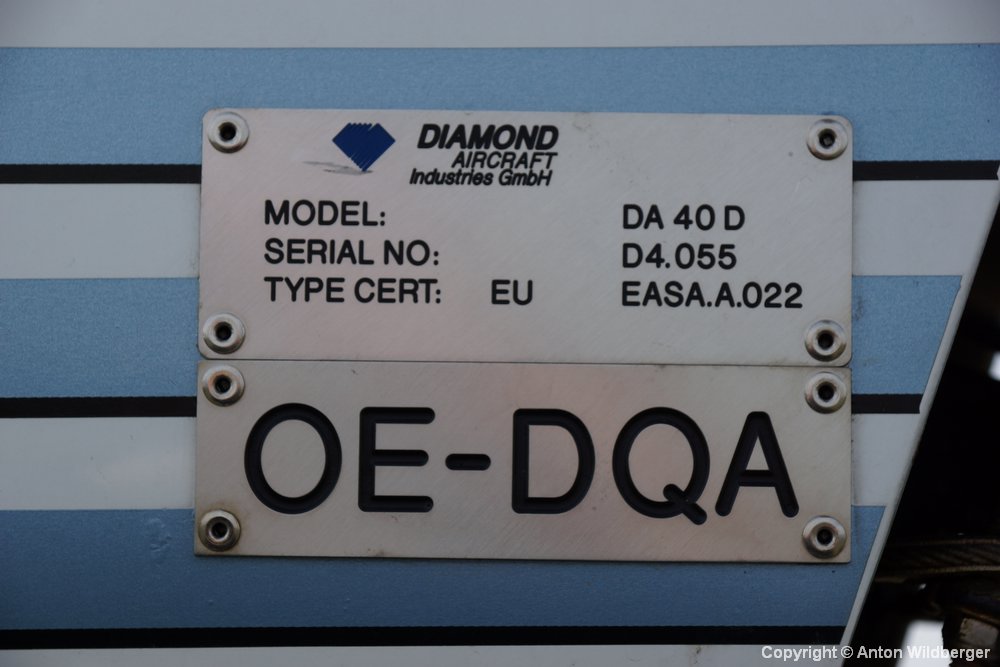 DIAMOND
AIRCRAFT
Industries GmbH
MODEL: DA 40 D
SERIAL NO: D4.055
TYPE CERT: EU EASA.A.022
OE-DQA
Copyright © Anton Wildberger